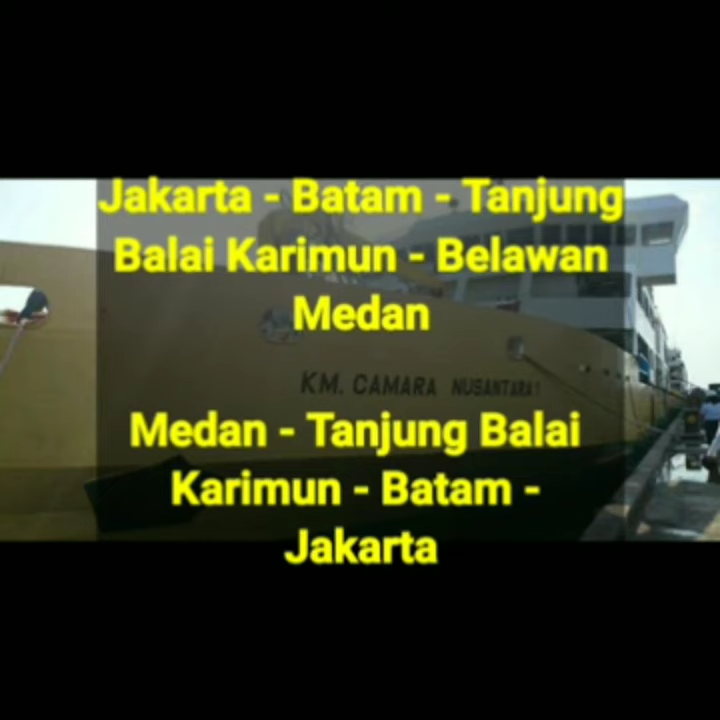 Jakarta - Batam - Tanjung
Balai Karimun - Belawan
Medan
KM. CAMARA NUSANTARA 1
Medan - Tanjung Balai
Karimun - Batam -
Jakarta